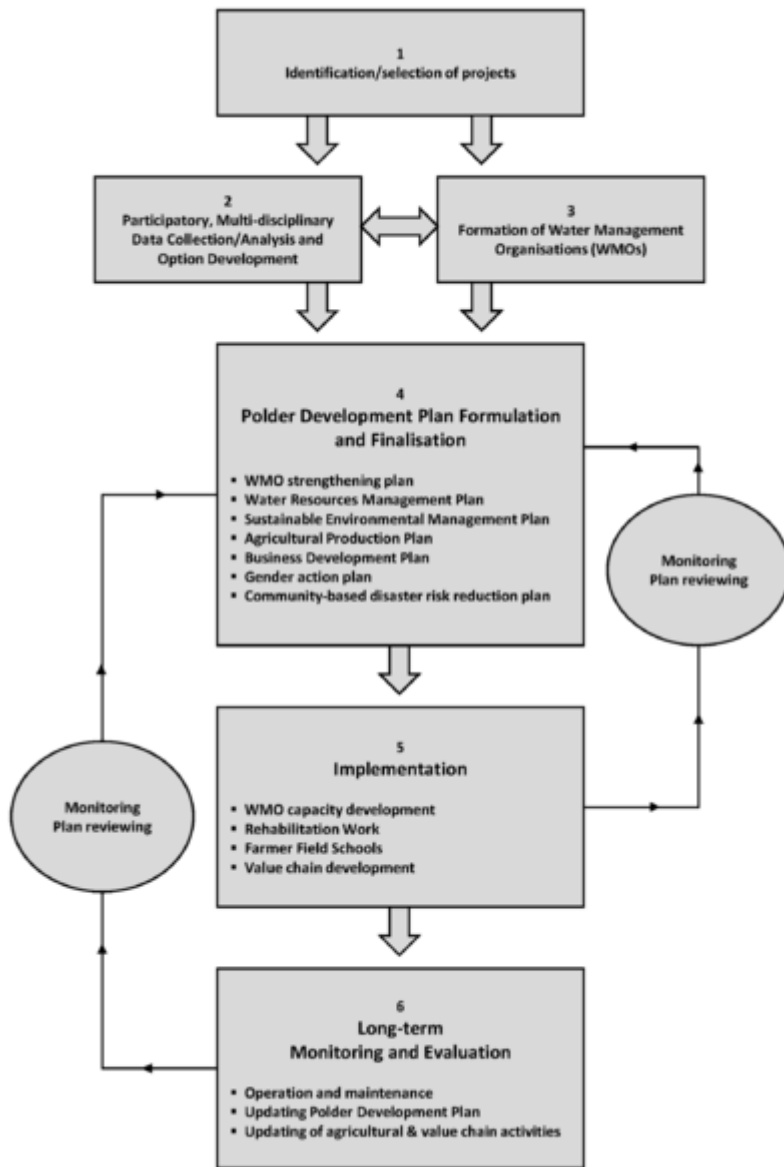 1
Identification/selection of projects
2
Participatory, Multi-disciplinary
Data Collection/Analysis and
Option Development
3
Formation of Water Management
Organisations (WMOs)
4
Polder Development Plan Formulation
and Finalisation
▪ WMO strengthening plan
▪ Water Resources Management Plan
▪ Sustainable Environmental Management Plan
▪ Agricultural Production Plan
▪ Business Development Plan
▪ Gender action plan
▪ Community-based disaster risk reduction plan
Monitoring
Plan reviewing
5
Implementation
▪ WMO capacity development
▪ Rehabilitation Work
▪ Farmer Field Schools
▪ Value chain development
Monitoring
Plan reviewing
6
Long-term
Monitoring and Evaluation
▪ Operation and maintenance
▪ Updating Polder Development Plan
▪ Updating of agricultural & value chain activities